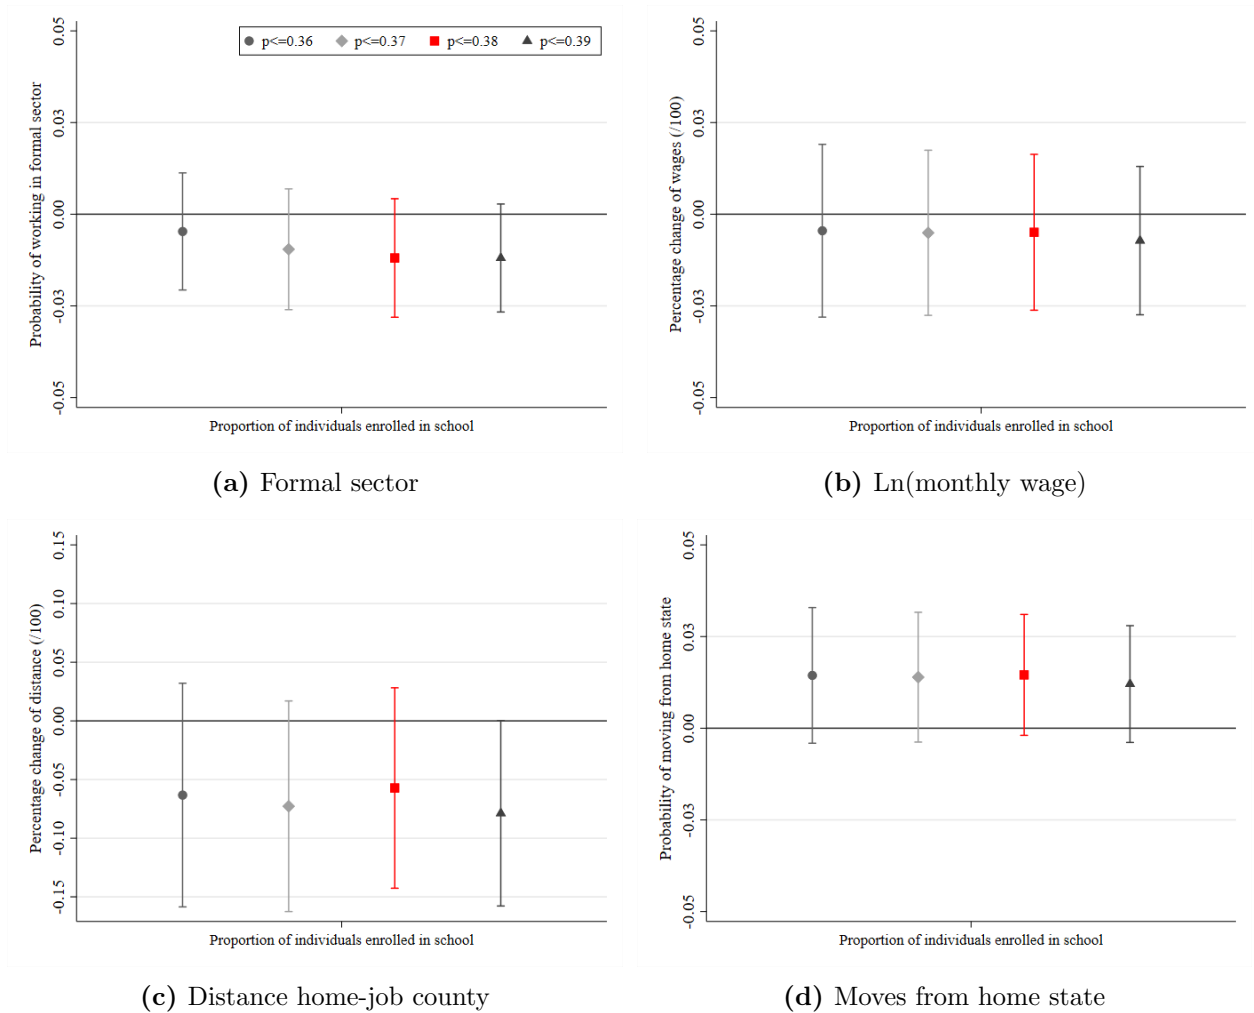 p<=0.36 p<=0.37 p<=0.38 p<=0.39
Probability of working in formal sector
0.05
0.03
0.00
-0.03
-0.05
Proportion of individuals enrolled in school
(a) Formal sector
Percentage change of wages (/100)
0.05
0.03
0.00
-0.03
-0.05
Proportion of individuals enrolled in school
(b) Ln(monthly wage)
Percentage change of distance (/100)
0.15
0.10
0.05
0.00
-0.05
-0.10
-0.15
Proportion of individuals enrolled in school
(c) Distance home-job county
Probability of moving from home state
0.05
0.03
0.00
-0.03
-0.05
Proportion of individuals enrolled in school
(d) Moves from home state